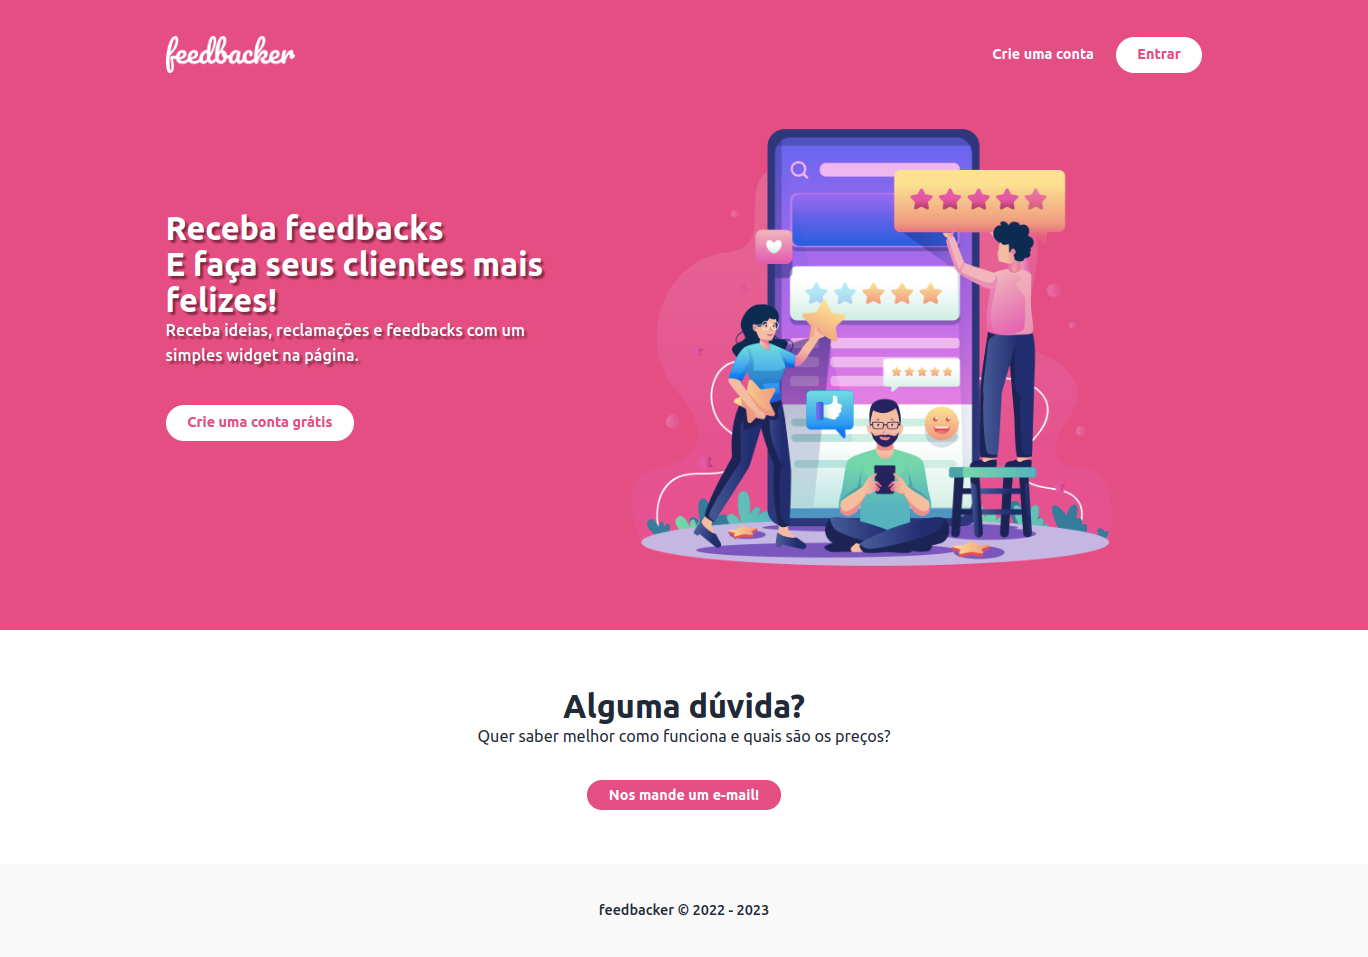 feedbacker
Crie uma conta
Entrar
Receba feedbacks
E faça seus clientes mais
felizes!
Receba ideias, reclamações e feedbacks com um
simples widget na página.
Crie uma conta grátis
Alguma dúvida?
Quer saber melhor como funciona e quais são os preços?
Nos mande um e-mail!
feedbacker © 2022 - 2023